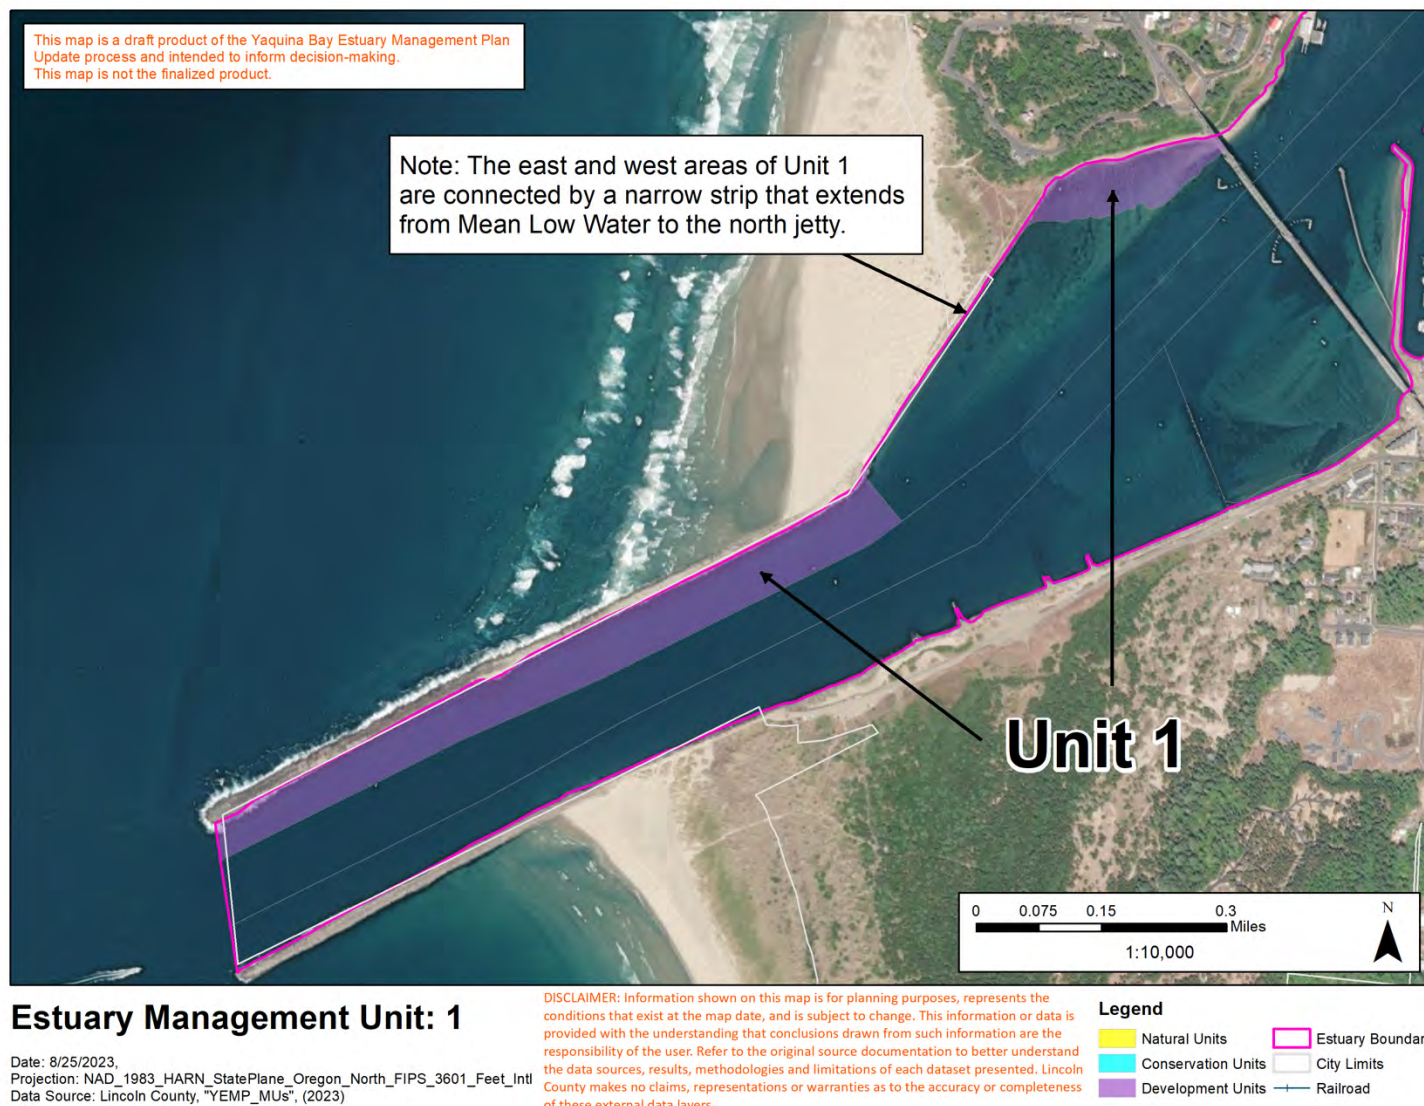 This map is a draft product of the Yaquina Bay Estuary Management Plan
Update process and intended to inform decision-making.
This map is not the finalized product.
Note: The east and west areas of Unit 1
are connected by a narrow strip that extends
from Mean Low Water to the north jetty.
Unit 1
0 0.075 0.15 0.3
Miles
1:10,000
N
Estuary Management Unit: 1
Date: 8/25/2023,
Projection: NAD_1983_HARN_StatePlane_Oregon_North_FIPS_3601_Feet_Intl
Data Source: Lincoln County, "YEMP_MUs", (2023)
DISCLAIMER: Information shown on this map is for planning purposes, represents the
conditions that exist at the map date, and is subject to change. This information or data is
provided with the understanding that conclusions drawn from such information are the
responsibility of the user. Refer to the original source documentation to better understand
the data sources, results, methodologies and limitations of each dataset presented. Lincoln
County makes no claims, representations or warranties as to the accuracy or completeness
of these external data layers
Legend
Natural Units
Conservation Units
Development Units
Estuary Boundar
City Limits
Railroad